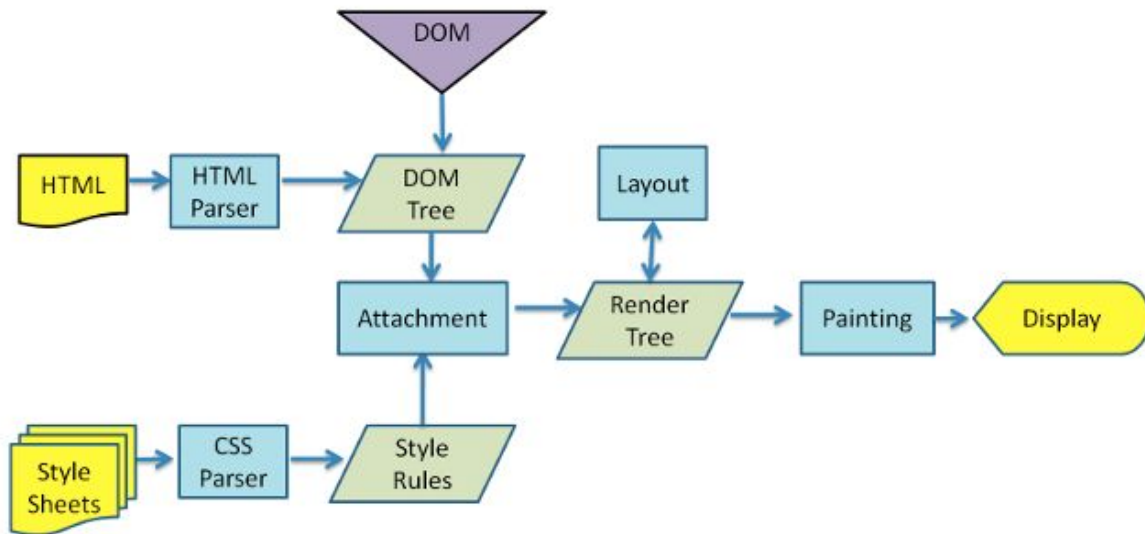 DOM
HTML
HTML
Parser
DOM
Tree
Layout
Attachment
Render
Tree
Painting
Display
Style
Sheets
CSS
Parser
Style
Rules